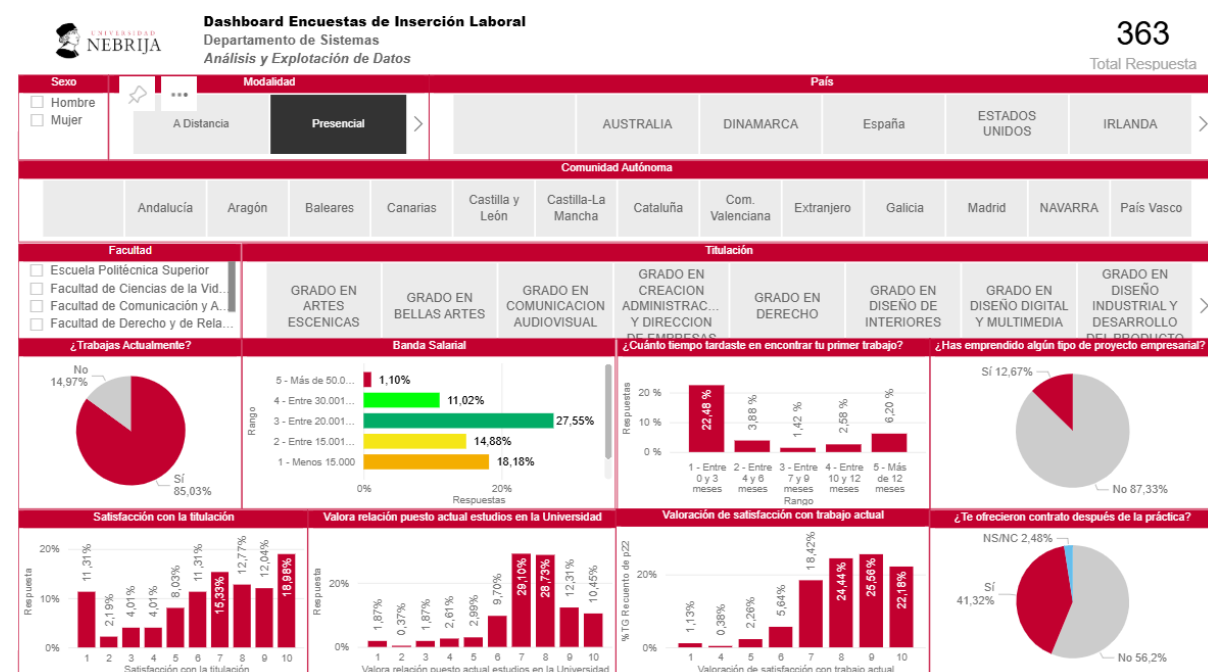 UNIVERSIDAD
NEBRIJA
Dashboard Encuestas de Inserción Laboral
Departamento de Sistemas
Análisis y Explotación de Datos
363
Total Respuesta
Sexo
Hombre
Mujer
Modalidad
A Distancia
Presencial
País
AUSTRALIA
DINAMARCA
España
ESTADOS
UNIDOS
IRLANDA
Comunidad Autónoma
Andalucía
Aragón
Baleares
Canarias
Castilla y
León
Castilla-La
Mancha
Cataluña
Com.
Valenciana
Extranjero
Galicia
Madrid
NAVARRA
País Vasco
Facultad
Escuela Politécnica Superior
Facultad de Ciencias de la Vid...
Facultad de Comunicación y A...
Facultad de Derecho y de Rela...
Titulación
GRADO EN
ARTES
ESCENICAS
GRADO EN
BELLAS ARTES
GRADO EN
COMUNICACION
AUDIOVISUAL
GRADO EN
CREACION
ADMINISTRAC...
Y DIRECCION
DE EMPRESAS
GRADO EN
DERECHO
GRADO EN
DISEÑO DE
INTERIORES
GRADO EN
DISEÑO DIGITAL
Y MULTIMEDIA
GRADO EN
DISEÑO
INDUSTRIAL Y
DESARROLLO
DEL PRODUCTO
¿Trabajas Actualmente?
No
14,97%
Sí
85,03%
Banda Salarial
Rango
5 - Más de 50.0...
1,10%
4 - Entre 30.001...
11,02%
3 - Entre 20.001...
27,55%
2 - Entre 15.001...
14,88%
1 - Menos 15.000
18,18%
0%
20%
Respuestas
¿Cuánto tiempo tardaste en encontrar tu primer trabajo?
Respuestas
20 %
10 %
0 %
22,48 %
3,88 %
1,42 %
2,58 %
6,20 %
1 - Entre
0 y 3
meses
2 - Entre
4 y 6
meses
3 - Entre
7 y 9
meses
4 - Entre
10 y 12
meses
5 - Más
de 12
meses
Rango
¿Has emprendido algún tipo de proyecto empresarial?
Sí 12,67%
No 87,33%
Satisfacción con la titulación
Respuesta
20%
10%
0%
11,31%
2,19%
4,01%
4,01%
8,03%
11,31%
15,33%
12,77%
12,04%
18,98%
1 2 3 4 5 6 7 8 9 10
Satisfacción con la titulación
Valora relación puesto actual estudios en la Universidad
Respuesta
20%
0%
1,87%
0,37%
1,87%
2,61%
2,99%
9,70%
29,10%
28,73%
12,31%
10,45%
1 2 3 4 5 6 7 8 9 10
Valora relación puesto actual estudios en la Universidad
Valoración de satisfacción con trabajo actual
%TG Recuento de p22
20%
0%
1,13%
0,38%
2,26%
5,64%
18,42%
24,44%
25,56%
22,18%
1 4 5 6 7 8 9 10
Valoración de satisfacción con trabajo actual
¿Te ofrecieron contrato después de la práctica?
NS/NC 2,48%
Sí
41,32%
No 56,2%